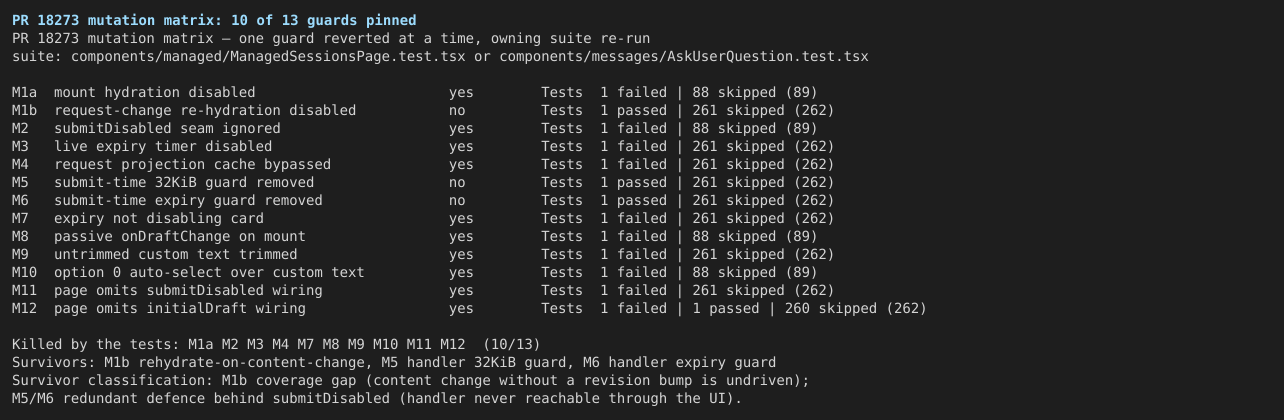 PR 18273 mutation matrix: 10 of 13 guards pinned
PR 18273 mutation matrix — one guard reverted at a time, owning suite re-run
suite: components/managed/ManagedSessionsPage.test.tsx or components/messages/AskUserQuestion.test.tsx
M1a mount hydration disabled yes Tests 1 failed | 88 skipped (89)
M1b request-change re-hydration disabled no Tests 1 passed | 261 skipped (262)
M2 submitDisabled seam ignored yes Tests 1 failed | 88 skipped (89)
M3 live expiry timer disabled yes Tests 1 failed | 261 skipped (262)
M4 request projection cache bypassed yes Tests 1 failed | 261 skipped (262)
M5 submit-time 32KiB guard removed no Tests 1 passed | 261 skipped (262)
M6 submit-time expiry guard removed no Tests 1 passed | 261 skipped (262)
M7 expiry not disabling card yes Tests 1 failed | 261 skipped (262)
M8 passive onDraftChange on mount yes Tests 1 failed | 88 skipped (89)
M9 untrimmed custom text trimmed yes Tests 1 failed | 261 skipped (262)
M10 option 0 auto-select over custom text yes Tests 1 failed | 88 skipped (89)
M11 page omits submitDisabled wiring yes Tests 1 failed | 261 skipped (262)
M12 page omits initialDraft wiring yes Tests 1 failed | 1 passed | 260 skipped (262)
Killed by the tests: M1a M2 M3 M4 M7 M8 M9 M10 M11 M12 (10/13)
Survivors: M1b rehydrate-on-content-change, M5 handler 32KiB guard, M6 handler expiry guard
Survivor classification: M1b coverage gap (content change without a revision bump is undriven);
M5/M6 redundant defence behind submitDisabled (handler never reachable through the UI).